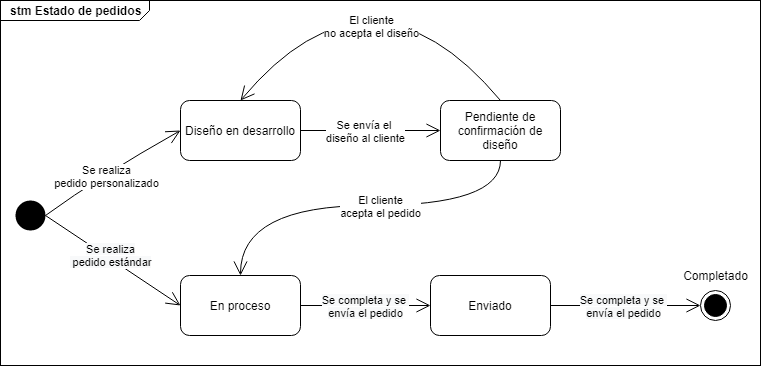 stm Estado de pedidos
El cliente
no acepta el diseño
Diseño en desarrollo
Se envía el
diseño al cliente
Pendiente de
confirmación de
diseño
Se realiza
pedido personalizado
El cliente
acepta el pedido
Se realiza
pedido estándar
En proceso
Se completa y se
envía el pedido
Enviado
Se completa y se
envía el pedido
Completado